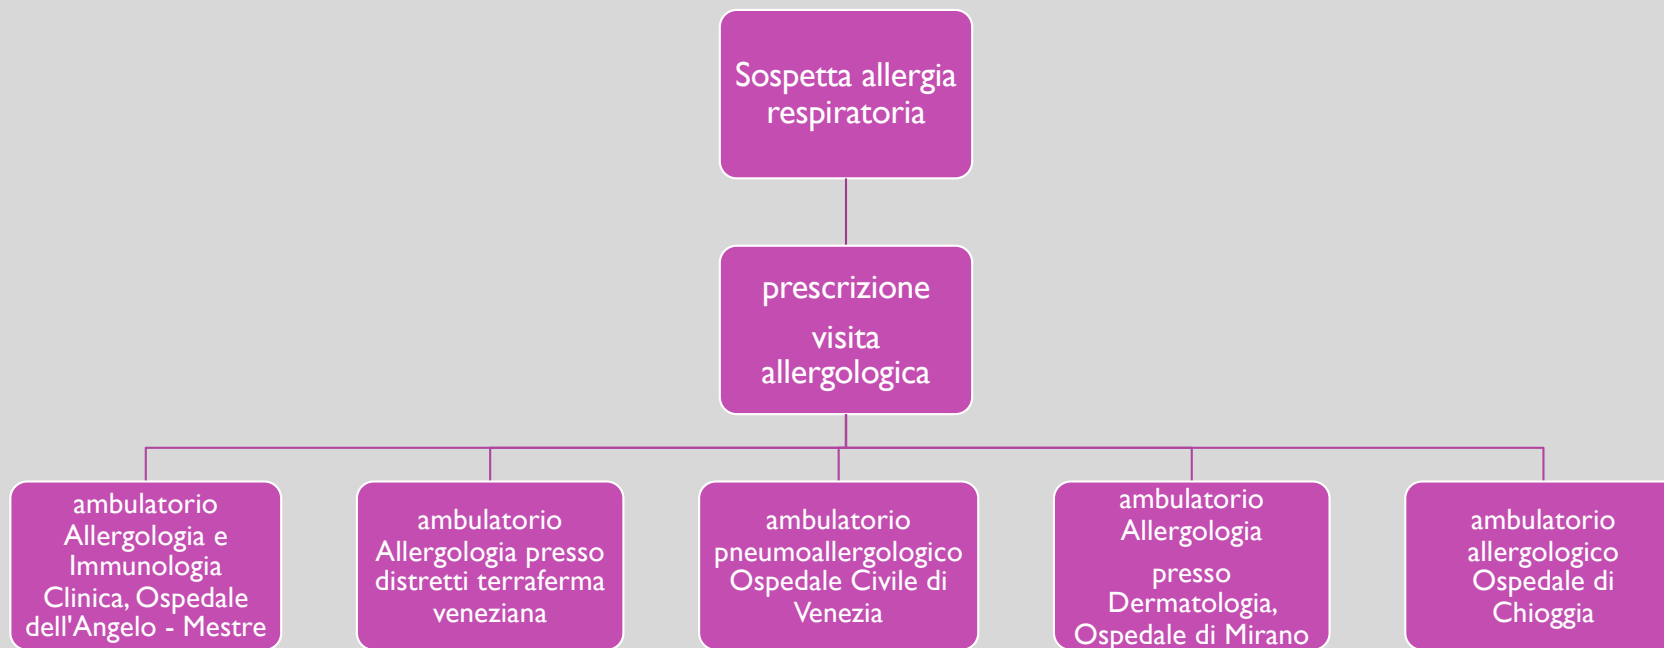 Sospetta allergia
respiratoria
prescrizione
visita
allergologica
ambulatorio
Allergologia e
Immunologia
Clinica, Ospedale
dell'Angelo - Mestre
ambulatorio
Allergologia presso
distretti terraferma
veneziana
ambulatorio
pneumoallergologico
Ospedale Civile di
Venezia
ambulatorio
Allergologia
presso
Dermatologia,
Ospedale di Mirano
ambulatorio
allergologico
Ospedale di
Chioggia